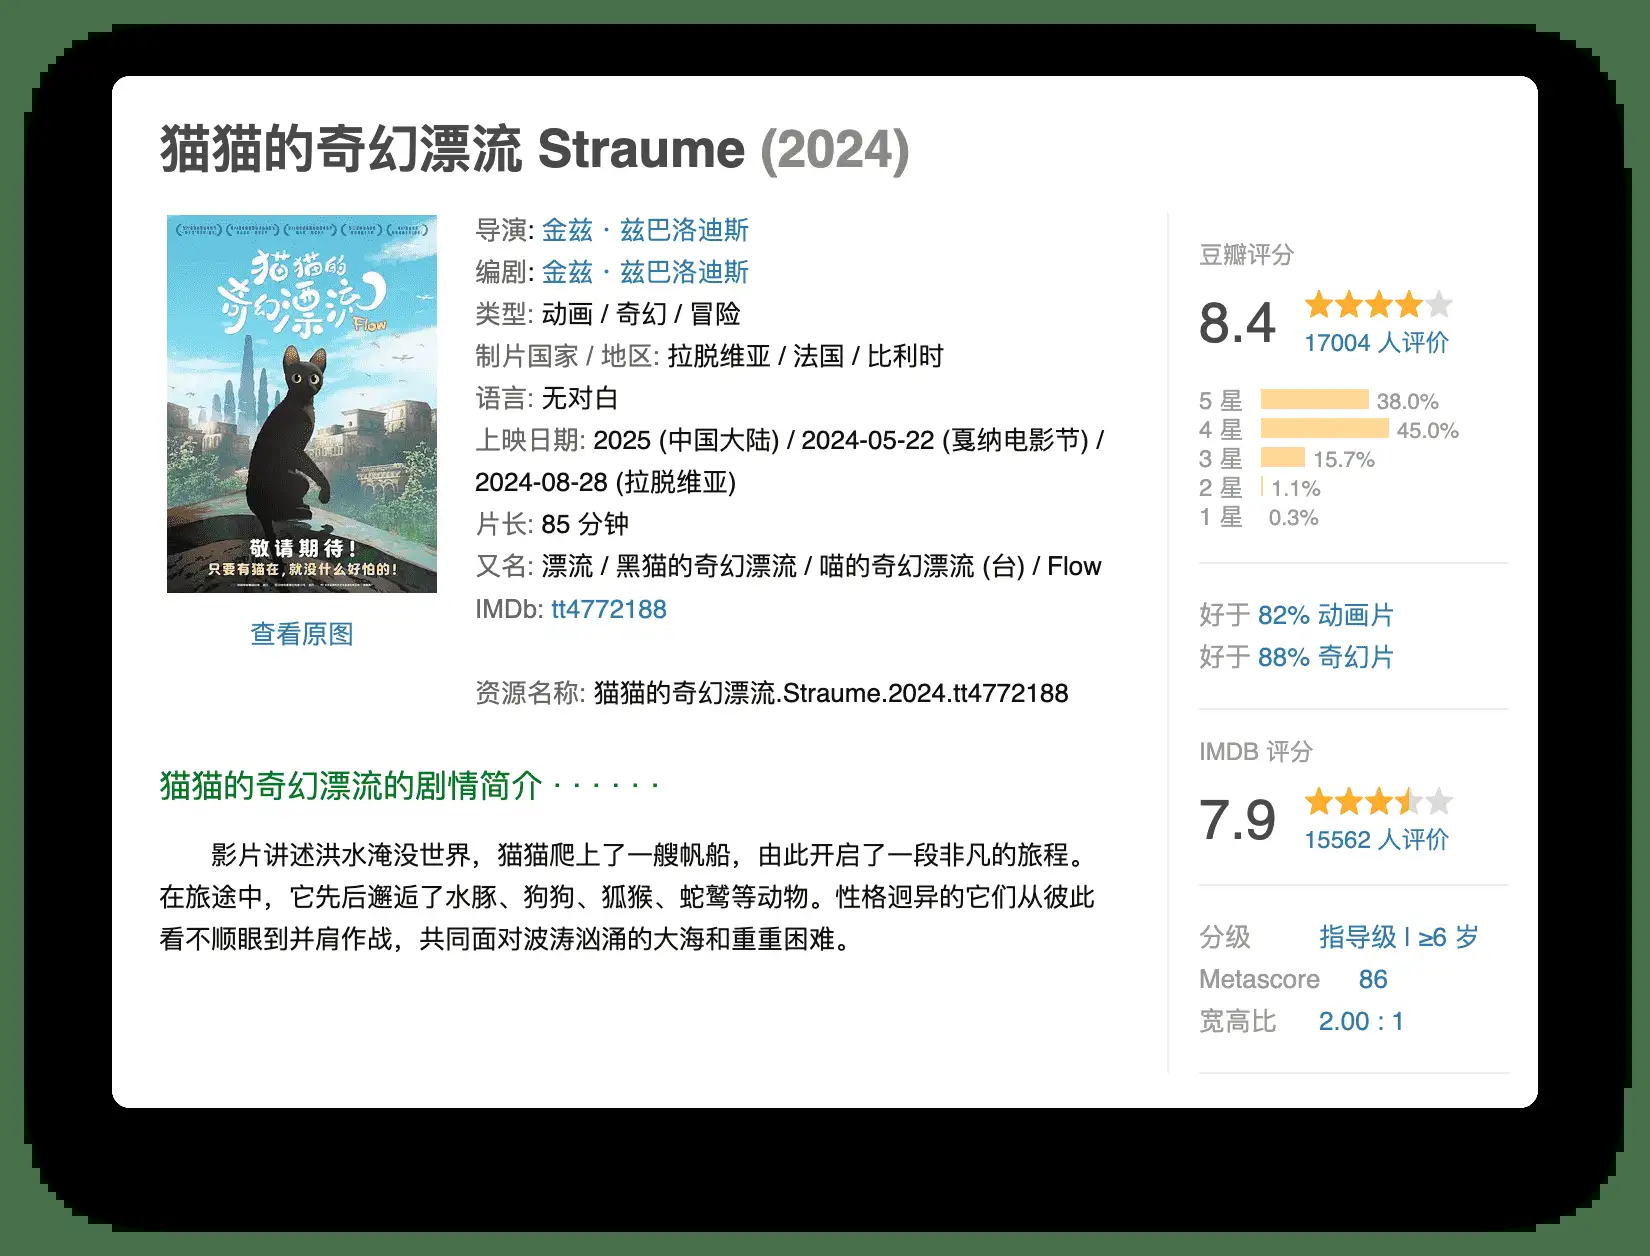 猫猫的奇幻漂流 Straume (2024)
猫猫的
奇幻漂流
Flow
敬请期待!
只要有猫在,就没什么好怕的!
查看原图
导演: 金兹 · 兹巴洛迪斯
编剧: 金兹 · 兹巴洛迪斯
类型: 动画 / 奇幻 / 冒险
制片国家 / 地区: 拉脱维亚 / 法国 / 比利时
语言: 无对白
上映日期: 2025 (中国大陆) / 2024-05-22 (戛纳电影节) /
2024-08-28 (拉脱维亚)
片长: 85 分钟
又名: 漂流 / 黑猫的奇幻漂流 / 喵的奇幻漂流 (台) / Flow
IMDb: tt4772188
资源名称: 猫猫的奇幻漂流.Straume.2024.tt4772188
猫猫的奇幻漂流的剧情简介 · · · · · ·
影片讲述洪水淹没世界，猫猫爬上了一艘帆船，由此开启了一段非凡的旅程。
在旅途中，它先后邂逅了水豚、狗狗、狐猴、蛇鹫等动物。性格迥异的它们从彼此
看不顺眼到并肩作战，共同面对波涛汹涌的大海和重重困难。
豆瓣评分
8.4
17004 人评价
5 星 38.0%
4 星 45.0%
3 星 15.7%
2 星 1.1%
1 星 0.3%
好于 82% 动画片
好于 88% 奇幻片
IMDB 评分
7.9
15562 人评价
分级 指导级 | ≥6 岁
Metascore 86
宽高比 2.00 : 1